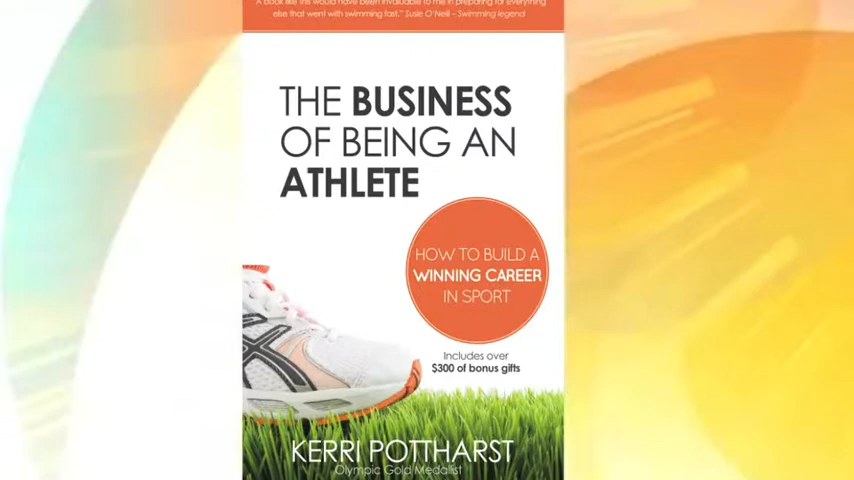 A book like this would have been invaluable to me in preparing for everything
else that went with swimming fast." Susie O'Neill – Swimming legend
THE BUSINESS
OF BEING AN
ATHLETE
HOW TO BUILD A
WINNING CAREER
IN SPORT
Includes over
$300 of bonus gifts
KERRI POTTHARST
Olympic Gold Medallist